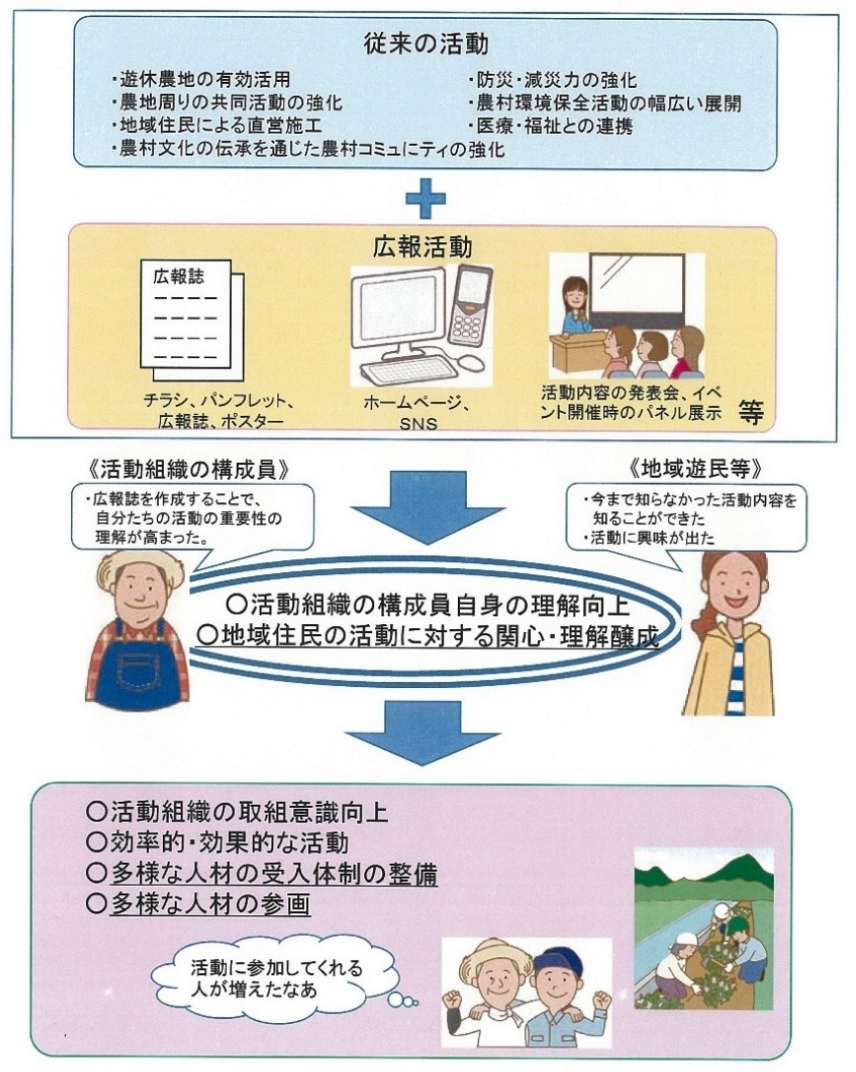 従来の活動
・遊休農地の有効活用
・農地周りの共同活動の強化
・地域住民による直営施工
・農村文化の伝承を通じた農村コミュニティの強化
・防災・減災力の強化
・農村環境保全活動の幅広い展開
・医療・福祉との連携
広報活動
広報誌
チラシ、パンフレット、
広報誌、ポスター
ホームページ、
SNS
活動内容の発表会、イベ
ント開催時のパネル展示
等
《活動組織の構成員》
・広報誌を作成することで、
自分たちの活動の重要性の
理解が高まった。
《地域遊民等》
・今まで知らなかった活動内容を
知ることができた
・活動に興味が出た
〇活動組織の構成員自身の理解向上
〇地域住民の活動に対する関心・理解醸成
〇活動組織の取組意識向上
〇効率的・効果的な活動
〇多様な人材の受入体制の整備
〇多様な人材の参画
活動に参加してくれる
人が増えたなあ